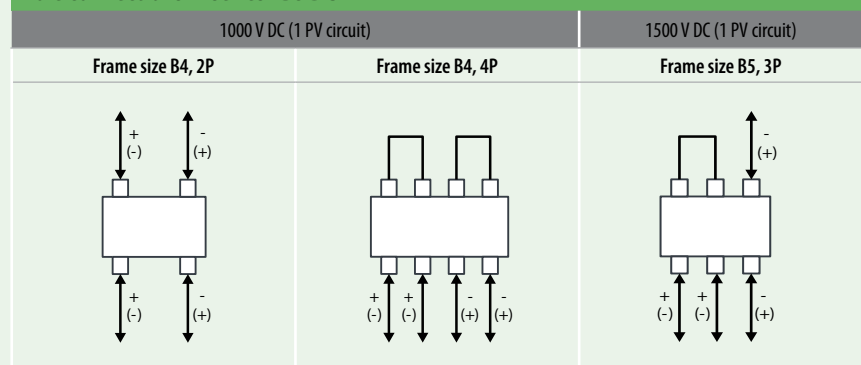 1000 V DC (1 PV circuit) 1500 V DC (1 PV circuit)
Frame size B4, 2P Frame size B4, 4P Frame size B5, 3P
+ - -
(-) (+) (+)
+ - + + - - + + -
(-) (+) (-) (-) (+) (+) (-) (-) (+)